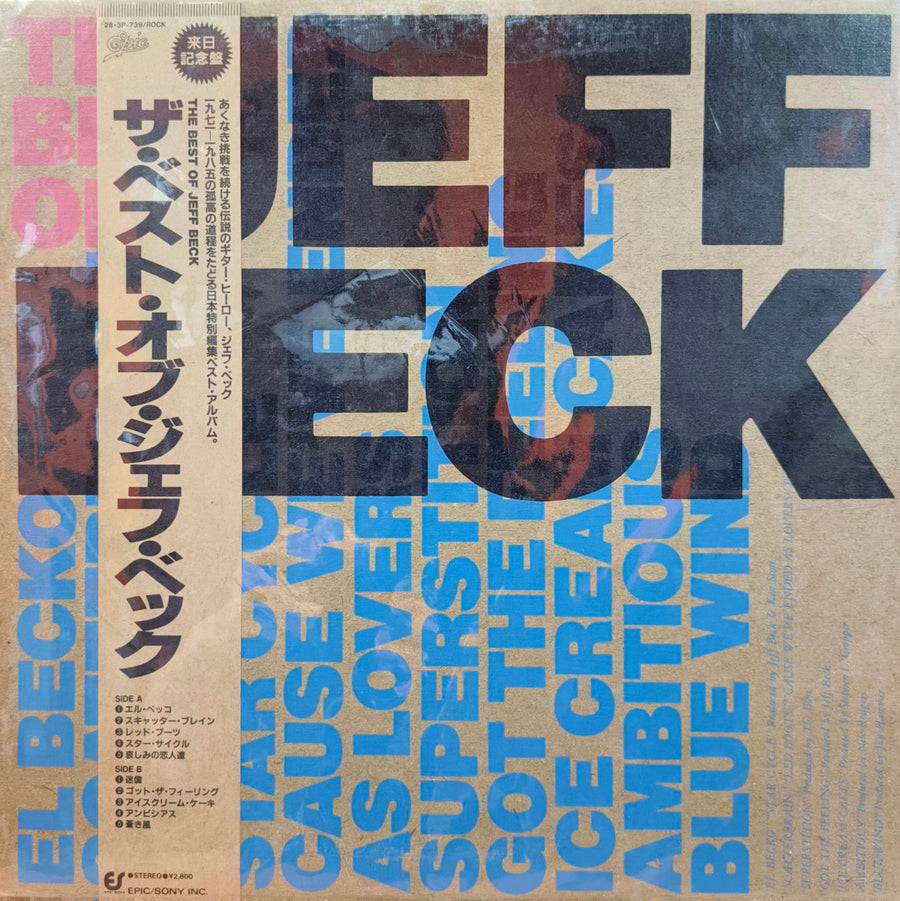 28・3P-739/ROCK
Epic
来日
記念盤
あくなき挑戦を続ける伝説のギター・ヒーロー、ジェフ・ベック
一九七一―一九八五の孤高の道程をたどる日本特別編集ベスト・アルバム。
THE BEST OF JEFF BECK
ザ・ベスト・オブ・ジェフ・ベック
SIDE A
❶エル・ベッコ
❷スキャッター・ブレイン
❸レッド・ブーツ
❹スター・サイクル
❺哀しみの恋人達
SIDE B
❶迷信
❷ゴット・ザ・フィーリング
❸アイスクリーム・ケーキ
❹アンビシアス
❺蒼き風
●STEREO●¥2,800
EPIC/SONY INC.
JEFF
BECK
EL BECKO
STAR CYC
CAUSE WE
AS LOVERS
SUPERSTITION
GOT THE FEELING
ICE CREAM CAKE
AMBITIOUS
BLUE WIND